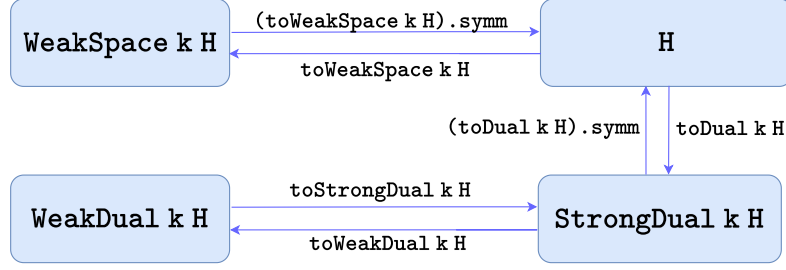 (toWeakSpace k H).symm
WeakSpace k H
H
toWeakSpace k H
(toDual k H).symm
toDual k H
toStrongDual k H
WeakDual k H
StrongDual k H
toWeakDual k H